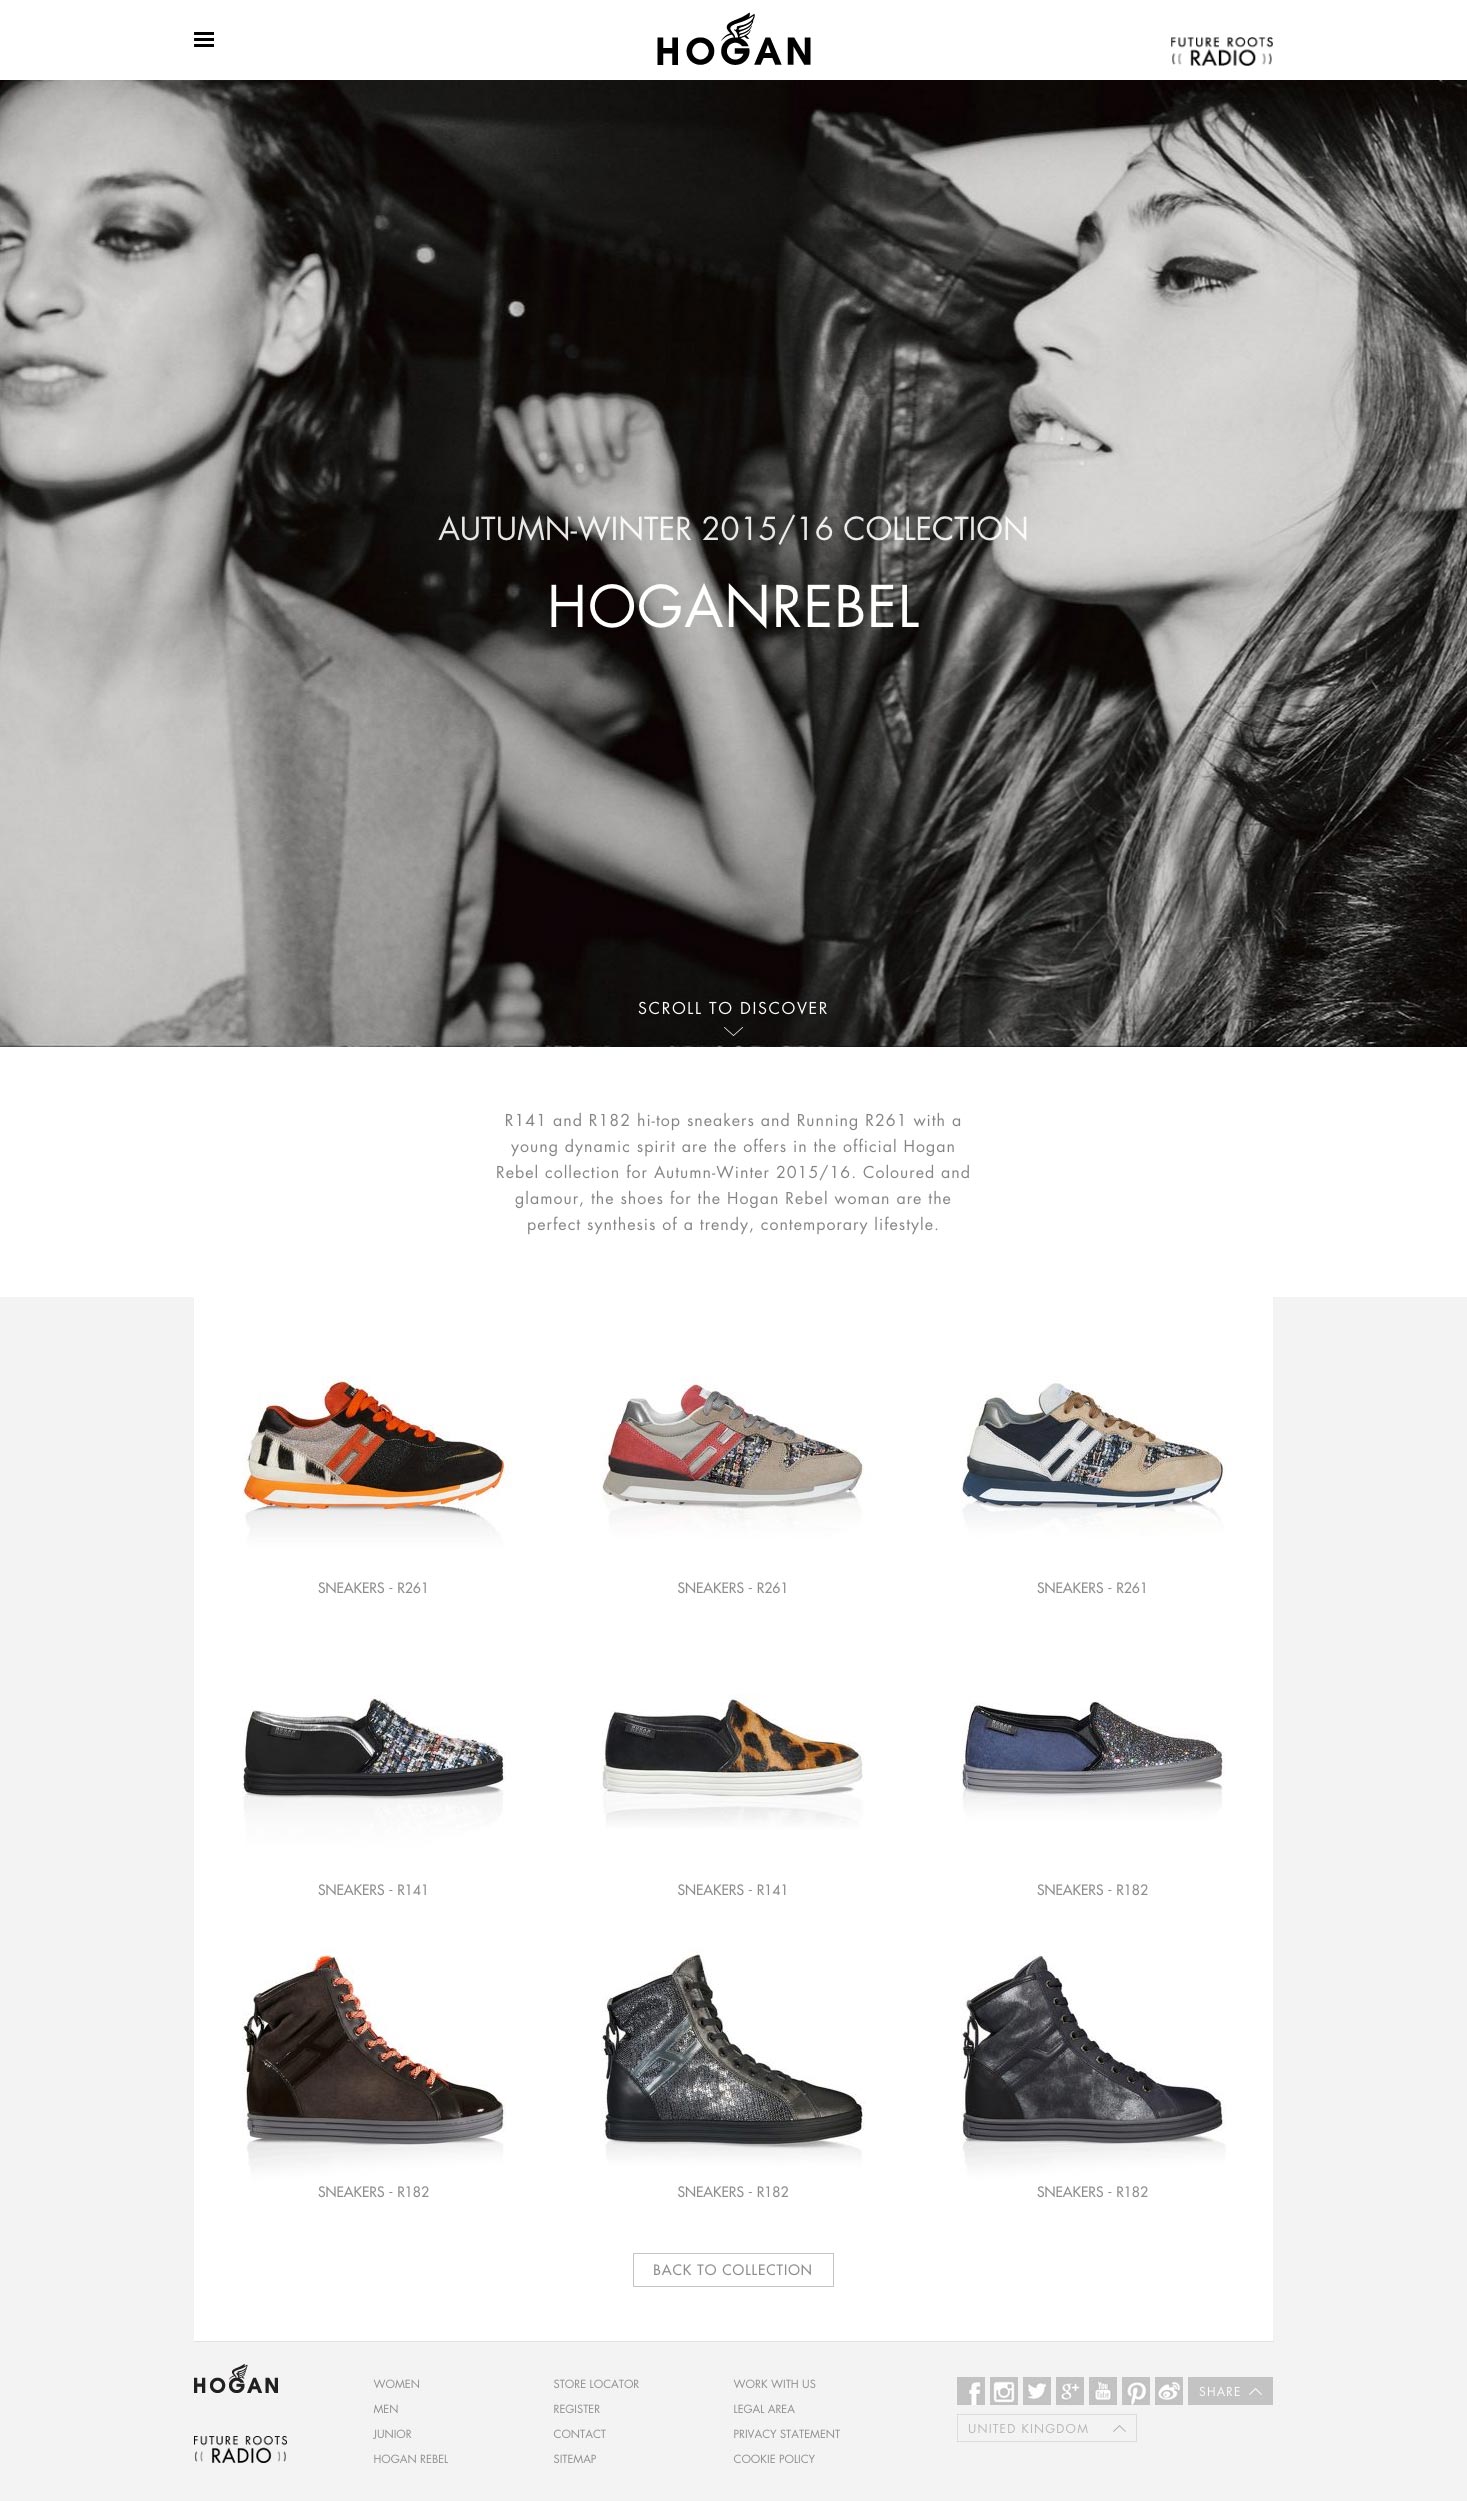 HOGAN
FUTURE ROOTS
RADIO
AUTUMN-WINTER 2015/16 COLLECTION
HOGANREBEL
SCROLL TO DISCOVER
R141 and R182 hi-top sneakers and Running R261 with a
young dynamic spirit are the offers in the official Hogan
Rebel collection for Autumn-Winter 2015/16. Coloured and
glamour, the shoes for the Hogan Rebel woman are the
perfect synthesis of a trendy, contemporary lifestyle.
SNEAKERS - R261
SNEAKERS - R261
SNEAKERS - R261
SNEAKERS - R141
SNEAKERS - R141
SNEAKERS - R182
SNEAKERS - R182
SNEAKERS - R182
SNEAKERS - R182
BACK TO COLLECTION
HOGAN
FUTURE ROOTS
RADIO
WOMEN
MEN
JUNIOR
HOGAN REBEL
STORE LOCATOR
REGISTER
CONTACT
SITEMAP
WORK WITH US
LEGAL AREA
PRIVACY STATEMENT
COOKIE POLICY
SHARE
UNITED KINGDOM